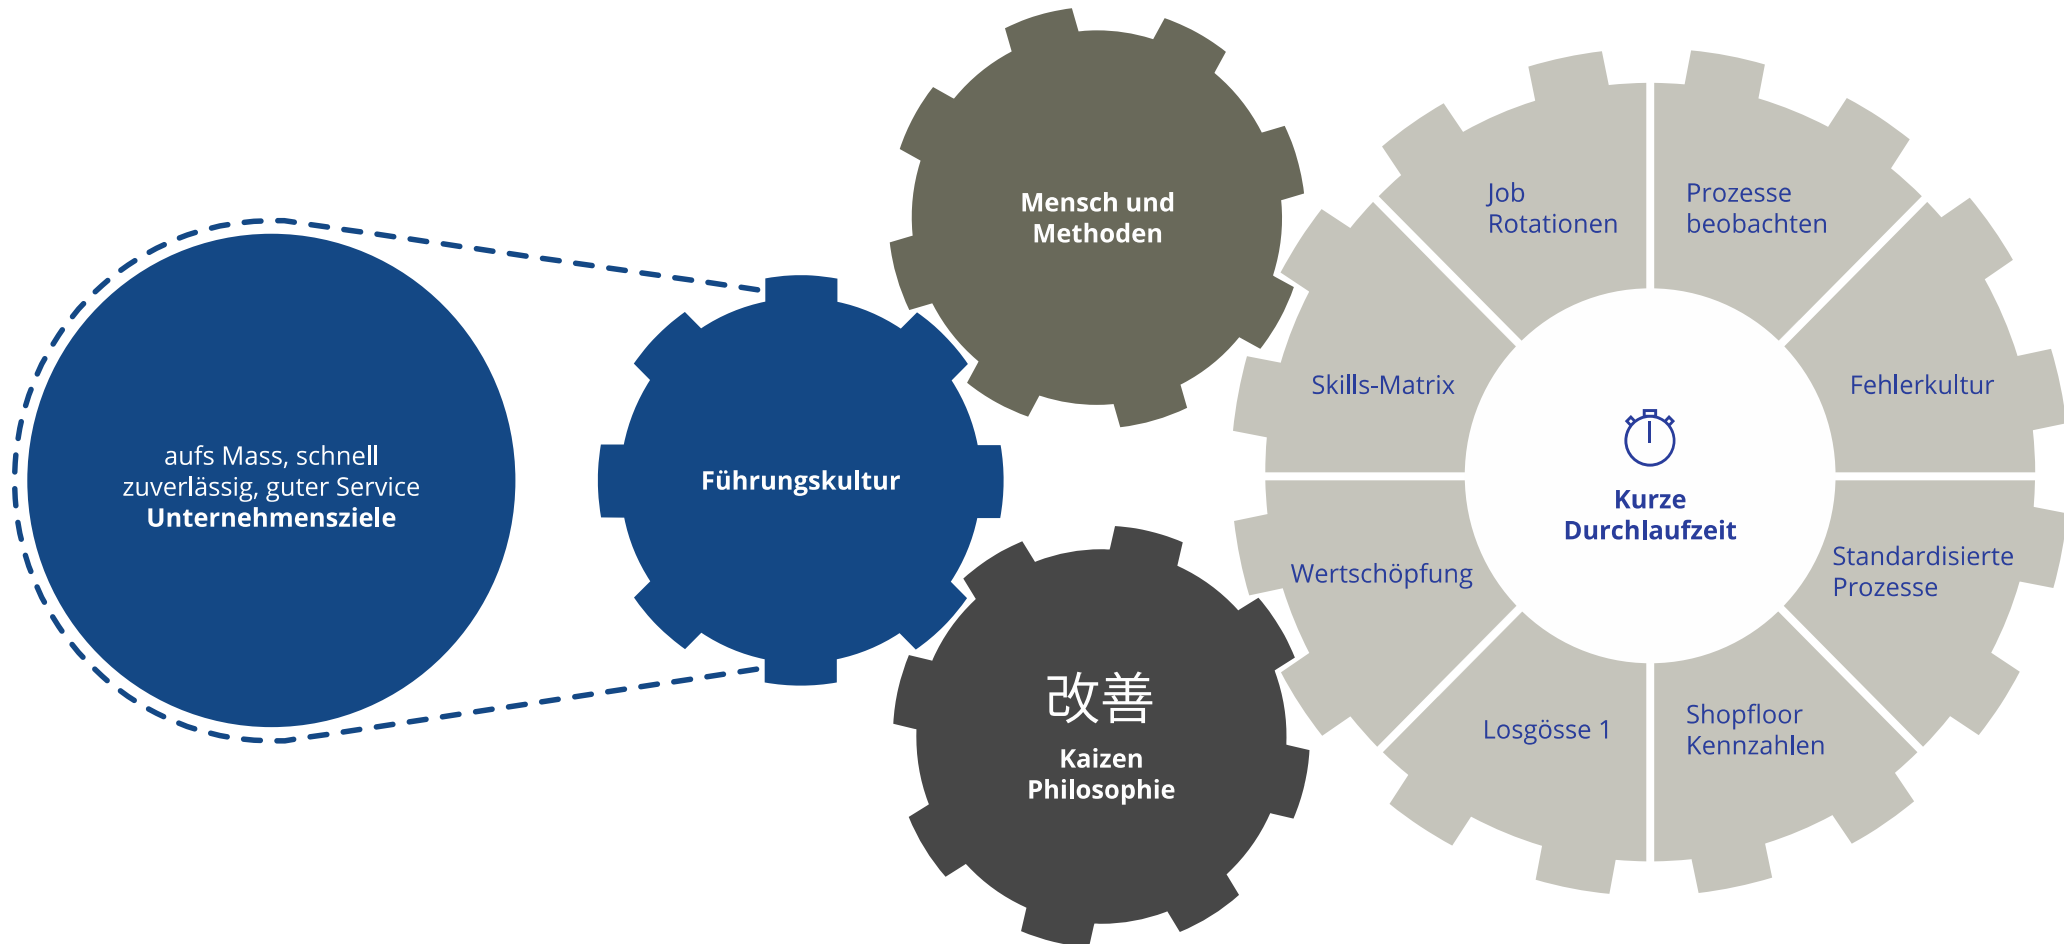 aufs Mass, schnell
zuverlässig, guter Service
Unternehmensziele
Führungskultur
Mensch und
Methoden
改善
Kaizen
Philosophie
Job
Rotationen
Prozesse
beobachten
Skills-Matrix
Fehlerkultur
Kurze
Durchlaufzeit
Wertschöpfung
Standardisierte
Prozesse
Losgösse 1
Shopfloor
Kennzahlen